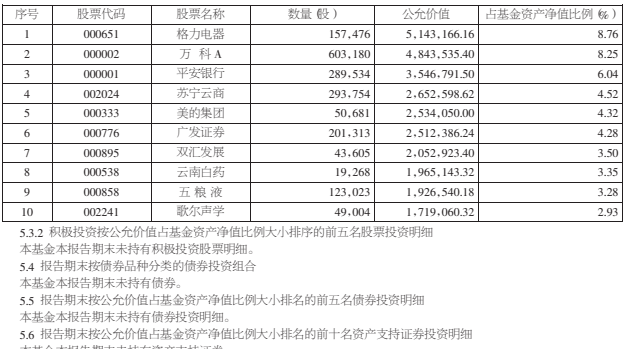 序号 股票代码 股票名称 数量(股) 公允价值 占基金资产净值比例(%)
1 000651 格力电器 157,476 5,143,166.16 8.76
2 000002 万 科A 603,180 4,843,535.40 8.25
3 000001 平安银行 289,534 3,546,791.50 6.04
4 002024 苏宁云商 293,754 2,652,598.62 4.52
5 000333 美的集团 50,681 2,534,050.00 4.32
6 000776 广发证券 201,313 2,512,386.24 4.28
7 000895 双汇发展 43,605 2,052,923.40 3.50
8 000538 云南白药 19,268 1,965,143.32 3.35
9 000858 五 粮 液 123,023 1,926,540.18 3.28
10 002241 歌尔声学 49,004 1,719,060.32 2.93
5.3.2 积极投资按公允价值占基金资产净值比例大小排序的前五名股票投资明细
本基金本报告期末未持有积极投资股票明细。
5.4 报告期末按债券品种分类的债券投资组合
本基金本报告期末未持有债券。
5.5 报告期末按公允价值占基金资产净值比例大小排名的前五名债券投资明细
本基金本报告期末未持有债券投资明细。
5.6 报告期末按公允价值占基金资产净值比例大小排名的前十名资产支持证券投资明细